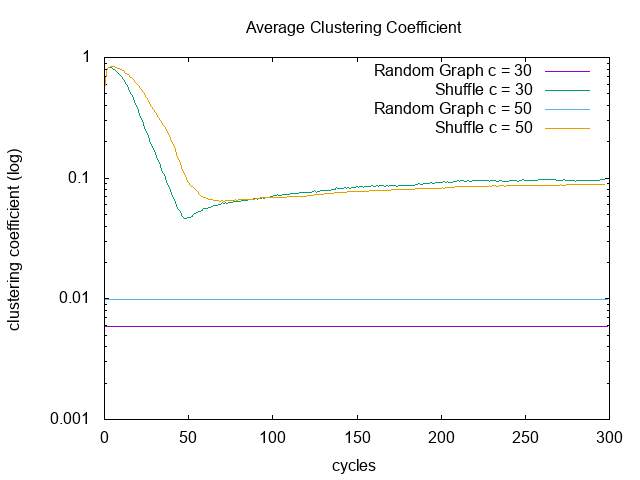 Average Clustering Coefficient
Random Graph c = 30
Shuffle c = 30
Random Graph c = 50
Shuffle c = 50
clustering coefficient (log)
1
0.1
0.01
0.001
0 50 100 150 200 250 300
cycles